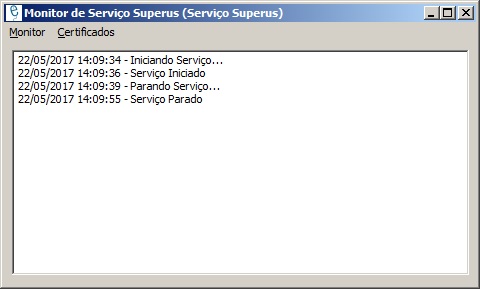 Monitor de Serviço Superus (Serviço Superus)
Monitor Certificados
22/05/2017 14:09:34 - Iniciando Serviço...
22/05/2017 14:09:36 - Serviço Iniciado
22/05/2017 14:09:39 - Parando Serviço...
22/05/2017 14:09:55 - Serviço Parado